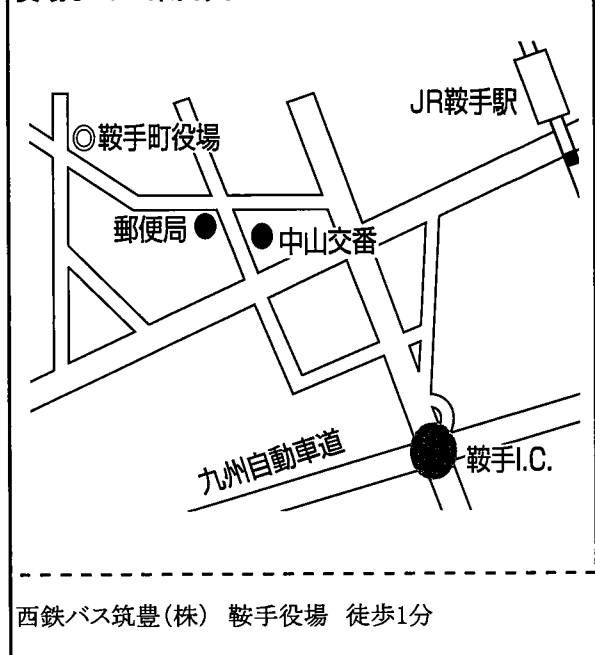 JR鞍手駅
◎鞍手町役場
郵便局
中山交番
九州自動車道
鞍手I.C.
西鉄バス筑豊(株) 鞍手役場 徒歩1分